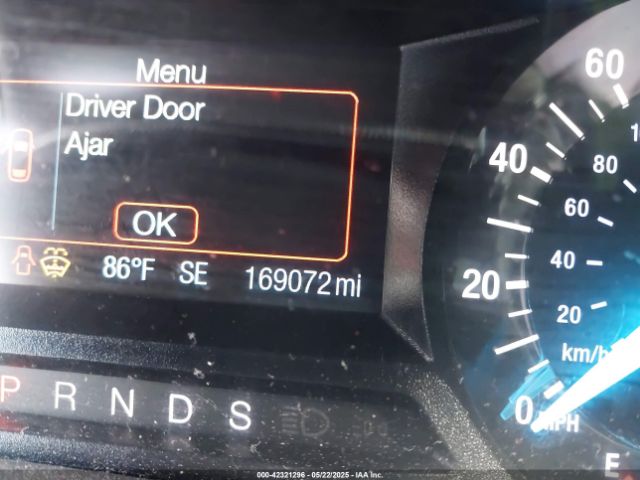 Menu
Driver Door
Ajar
OK
86°F SE 169072 mi
P R N D S
60
40
20
0
MPH
80
60
40
20
km/h
E
000-42321296 - 05/22/2025 - IAA Inc.